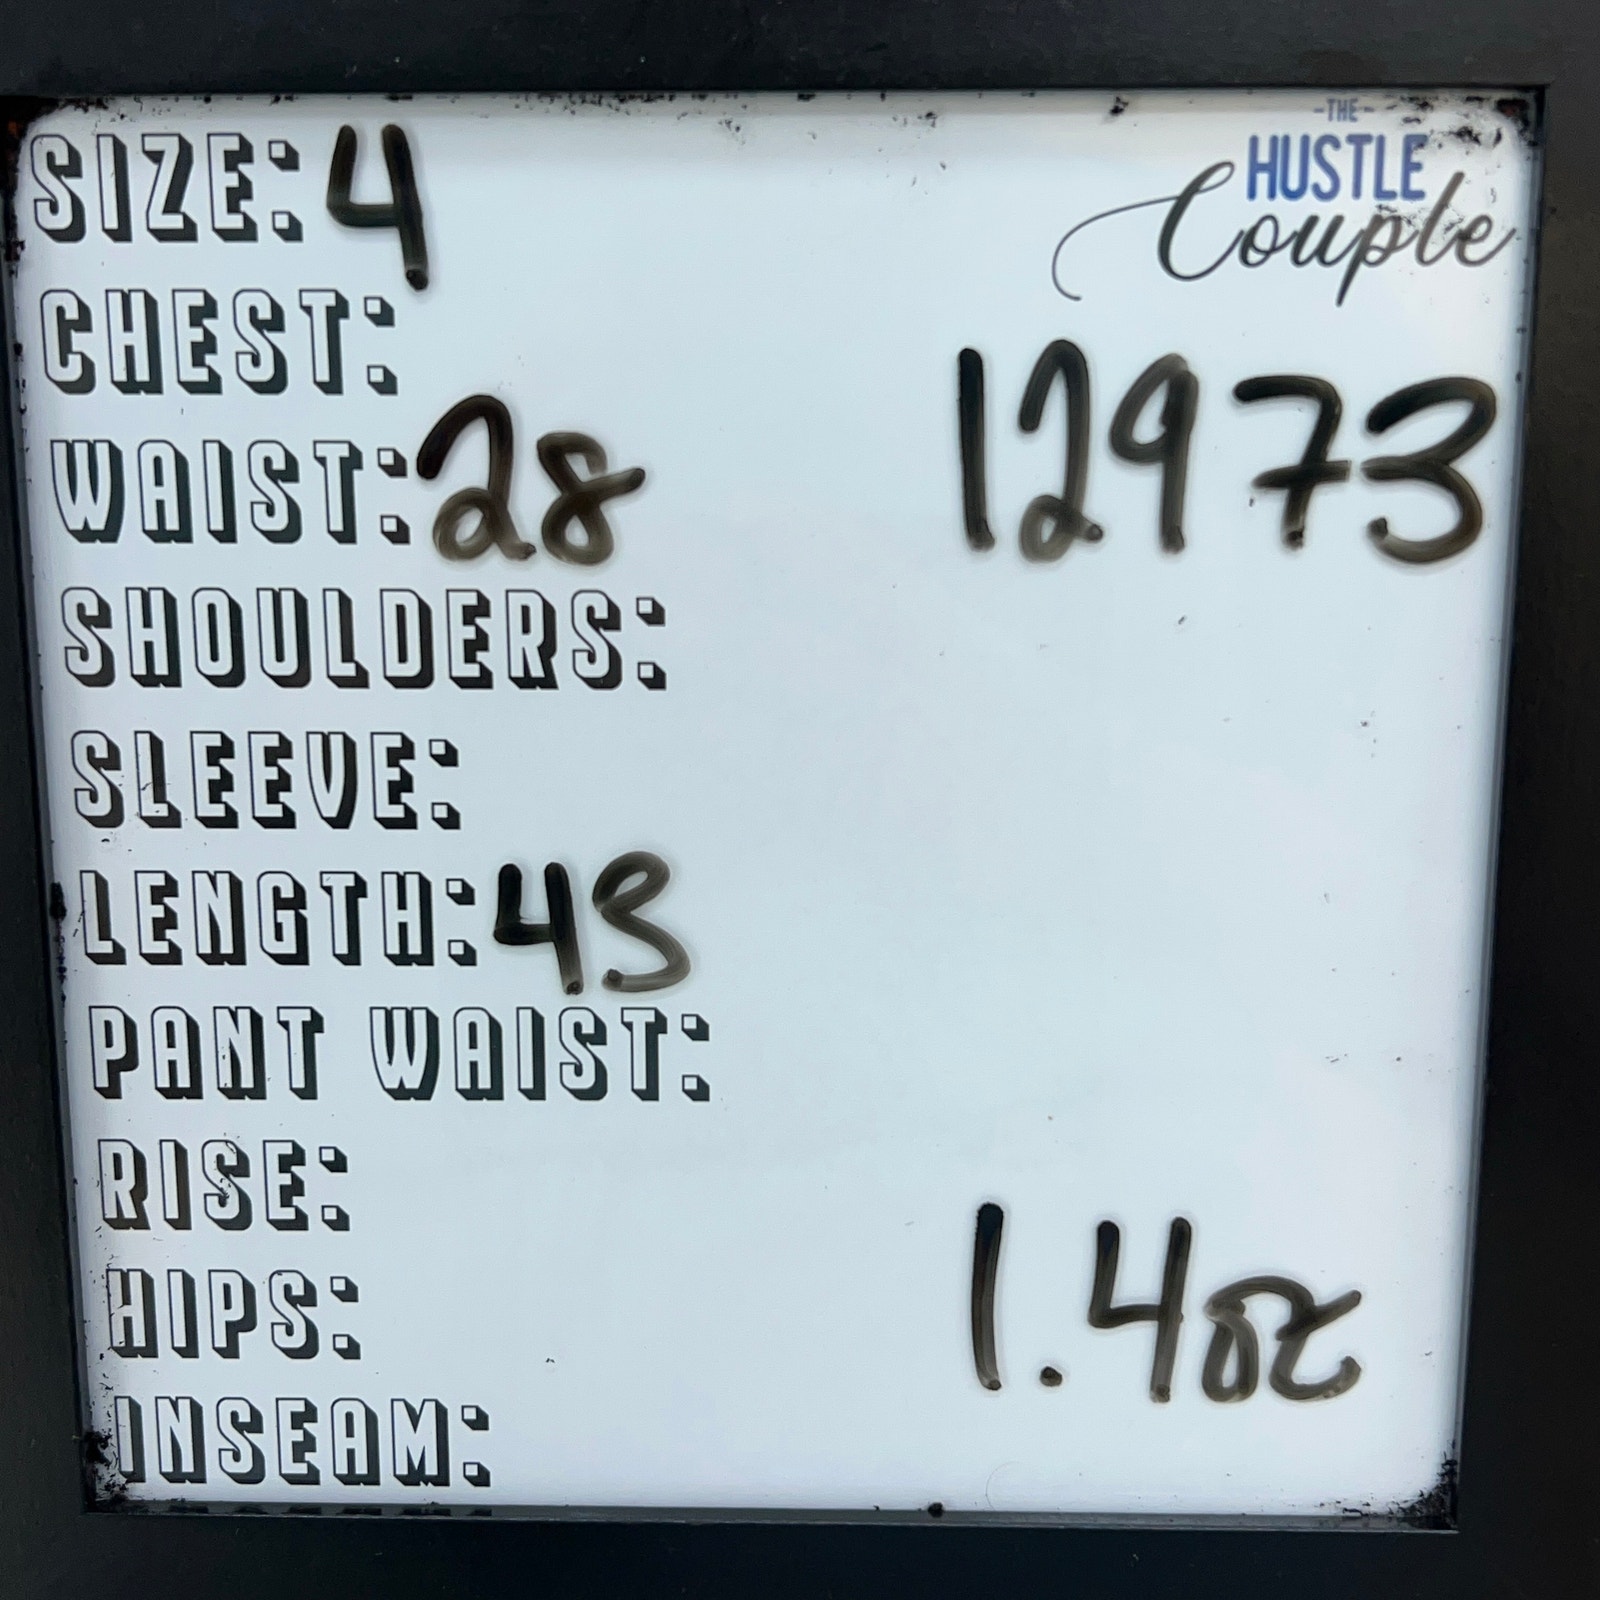 SIZE: 4
-THE-
HUSTLE
Couple
CHEST:
12973
WAIST: 28
SHOULDERS:
SLEEVE:
LENGTH: 43
PANT WAIST:
RISE:
HIPS:
1.4oz
INSEAM: